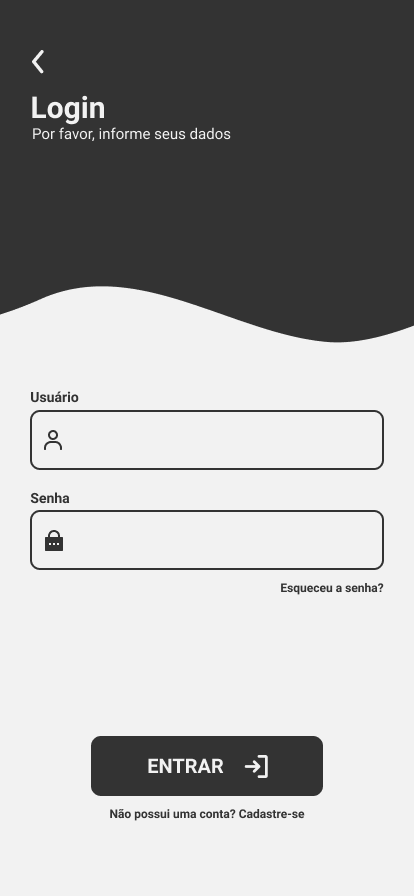 Login
Por favor, informe seus dados
Usuário
Senha
Esqueceu a senha?
ENTRAR
Não possui uma conta? Cadastre-se